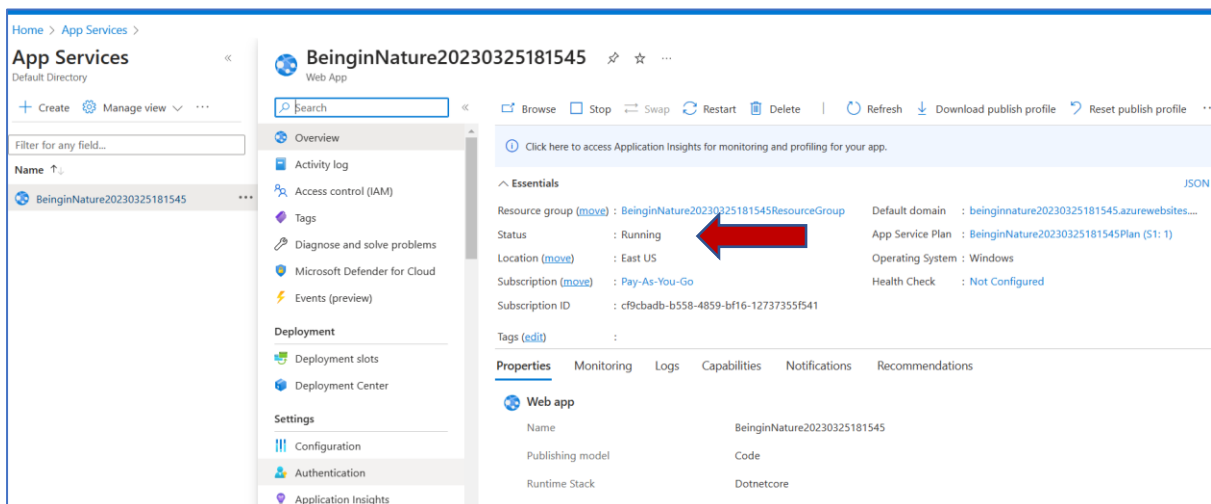 Home > App Services >
App Services
Default Directory
+ Create Manage view ...
Filter for any field...
Name ↑↓
BeinginNature20230325181545 ...
BeinginNature20230325181545 ...
Web App
Search
Overview
Activity log
Access control (IAM)
Tags
Diagnose and solve problems
Microsoft Defender for Cloud
Events (preview)
Deployment
Deployment slots
Deployment Center
Settings
Configuration
Authentication
Application Insights
Browse Stop Swap Restart Delete | Refresh Download publish profile Reset publish profile
Click here to access Application Insights for monitoring and profiling for your app.
Essentials JSON
Resource group (move) : BeinginNature20230325181545ResourceGroup
Status : Running
Location (move) : East US
Subscription (move) : Pay-As-You-Go
Subscription ID : cf9cbadb-b558-4859-bf16-12737355f541
Default domain : beinginnature20230325181545.azurewebsites....
App Service Plan : BeinginNature20230325181545Plan (S1: 1)
Operating System : Windows
Health Check : Not Configured
Tags (edit) :
Properties Monitoring Logs Capabilities Notifications Recommendations
Web app
Name BeinginNature20230325181545
Publishing model Code
Runtime Stack Dotnetcore